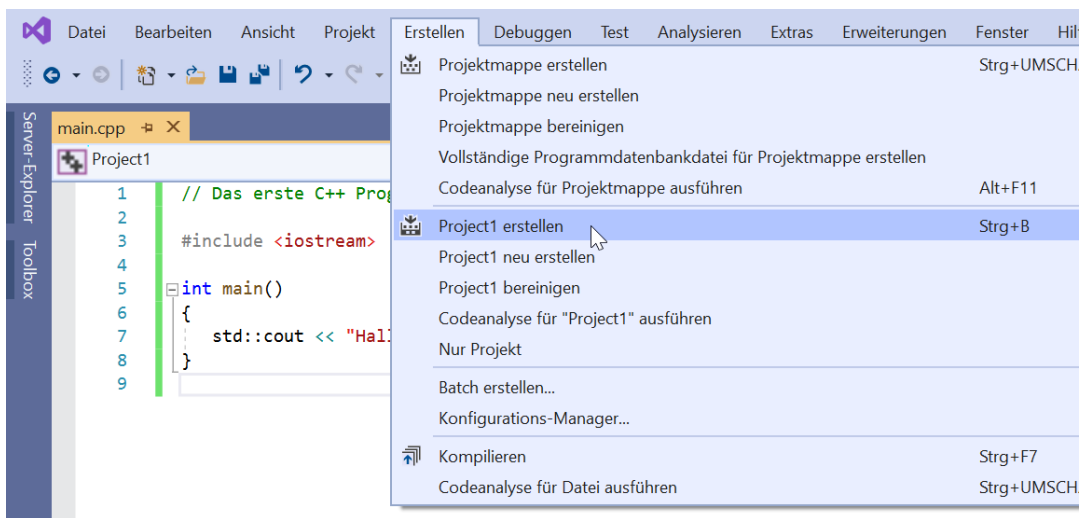 Datei Bearbeiten Ansicht Projekt Erstellen Debuggen Test Analysieren Extras Erweiterungen Fenster Hil
Projektmappe erstellen Strg+UMSCH
Projektmappe neu erstellen
Projektmappe bereinigen
Vollständige Programmdatenbankdatei für Projektmappe erstellen
Codeanalyse für Projektmappe ausführen Alt+F11
Project1 erstellen Strg+B
Project1 neu erstellen
Project1 bereinigen
Codeanalyse für "Project1" ausführen
Nur Projekt
Batch erstellen...
Konfigurations-Manager...
Kompilieren Strg+F7
Codeanalyse für Datei ausführen Strg+UMSCH
Server-Explorer
Toolbox
main.cpp
Project1
1 // Das erste C++ Prog
2
3 #include <iostream>
4
5 int main()
6 {
7 std::cout << "Hal
8 }
9